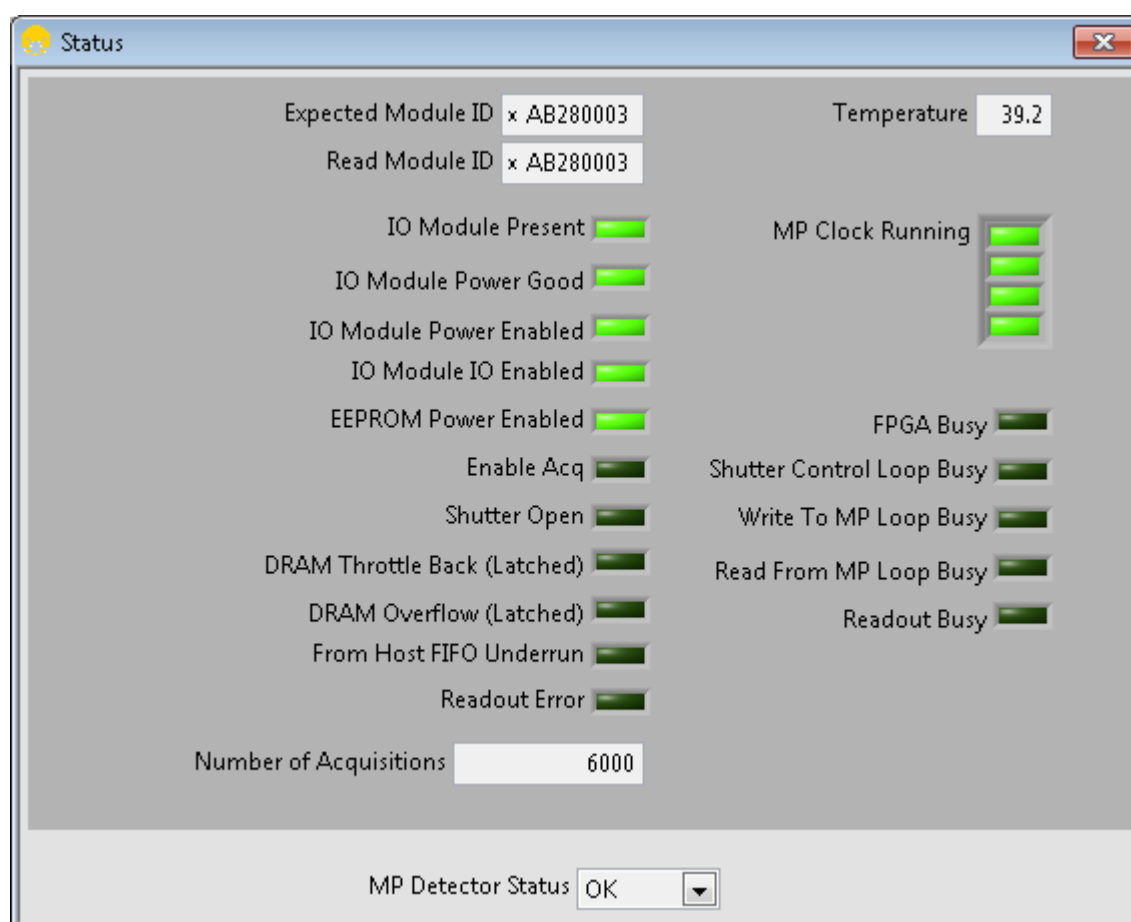 Status
Expected Module ID x AB280003
Temperature 39.2
Read Module ID x AB280003
IO Module Present
MP Clock Running
IO Module Power Good
IO Module Power Enabled
IO Module IO Enabled
EEPROM Power Enabled
FPGA Busy
Enable Acq
Shutter Control Loop Busy
Shutter Open
Write To MP Loop Busy
DRAM Throttle Back (Latched)
Read From MP Loop Busy
DRAM Overflow (Latched)
Readout Busy
From Host FIFO Underrun
Readout Error
Number of Acquisitions 6000
MP Detector Status OK